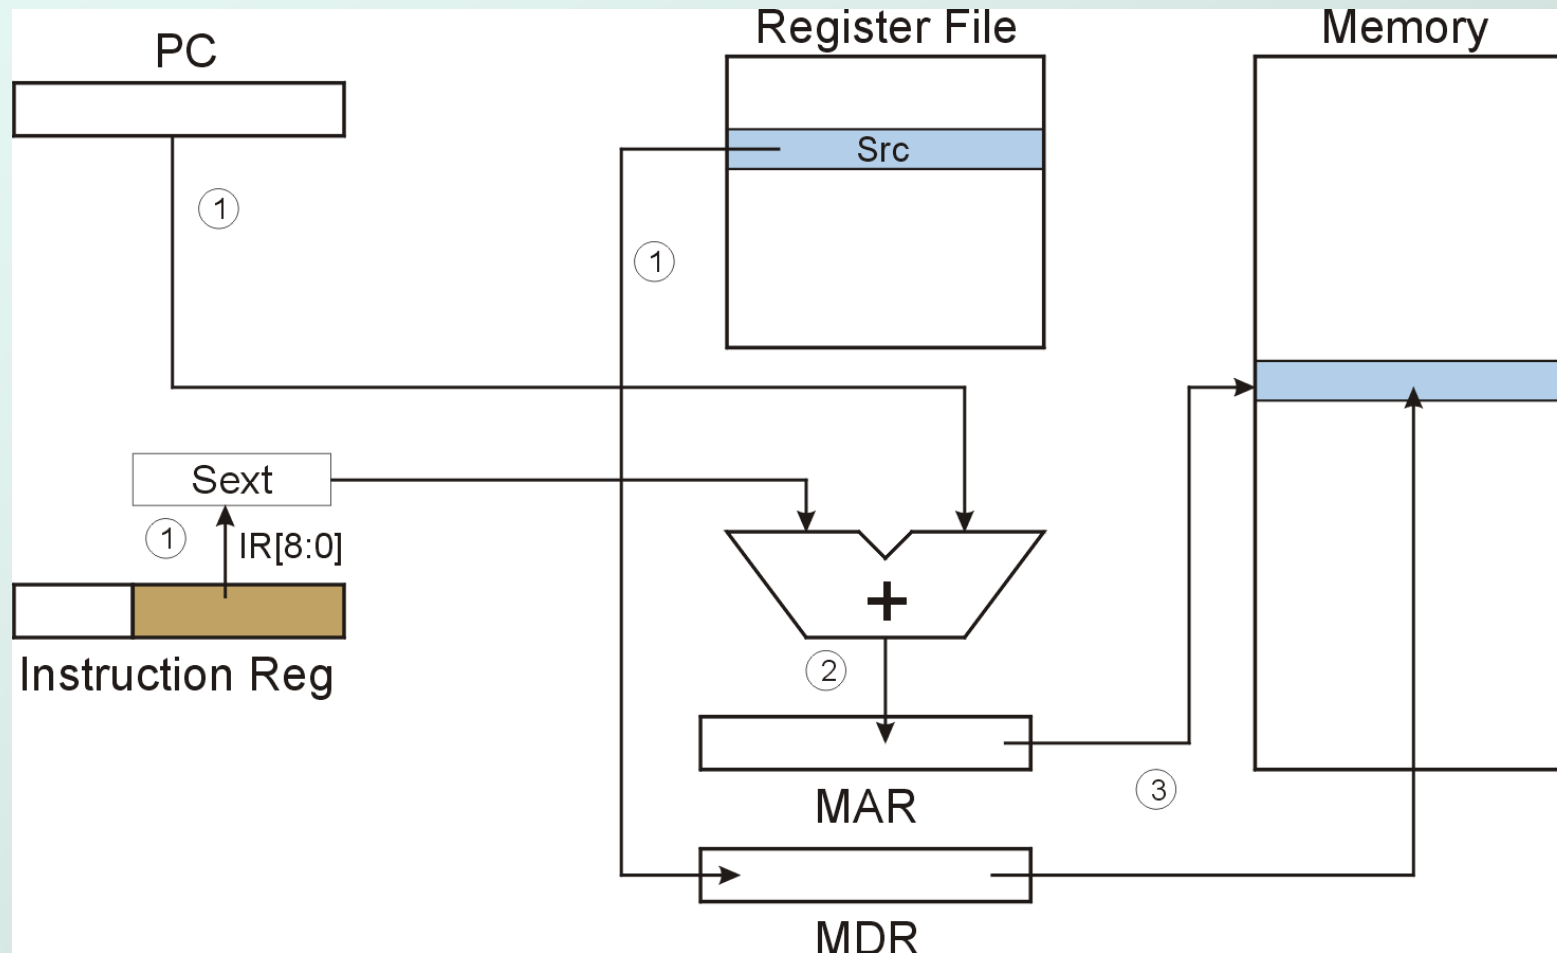 PC
Register File
Memory
Src
1
1
Sext
1
IR[8:0]
+
Instruction Reg
2
MAR
3
MDR